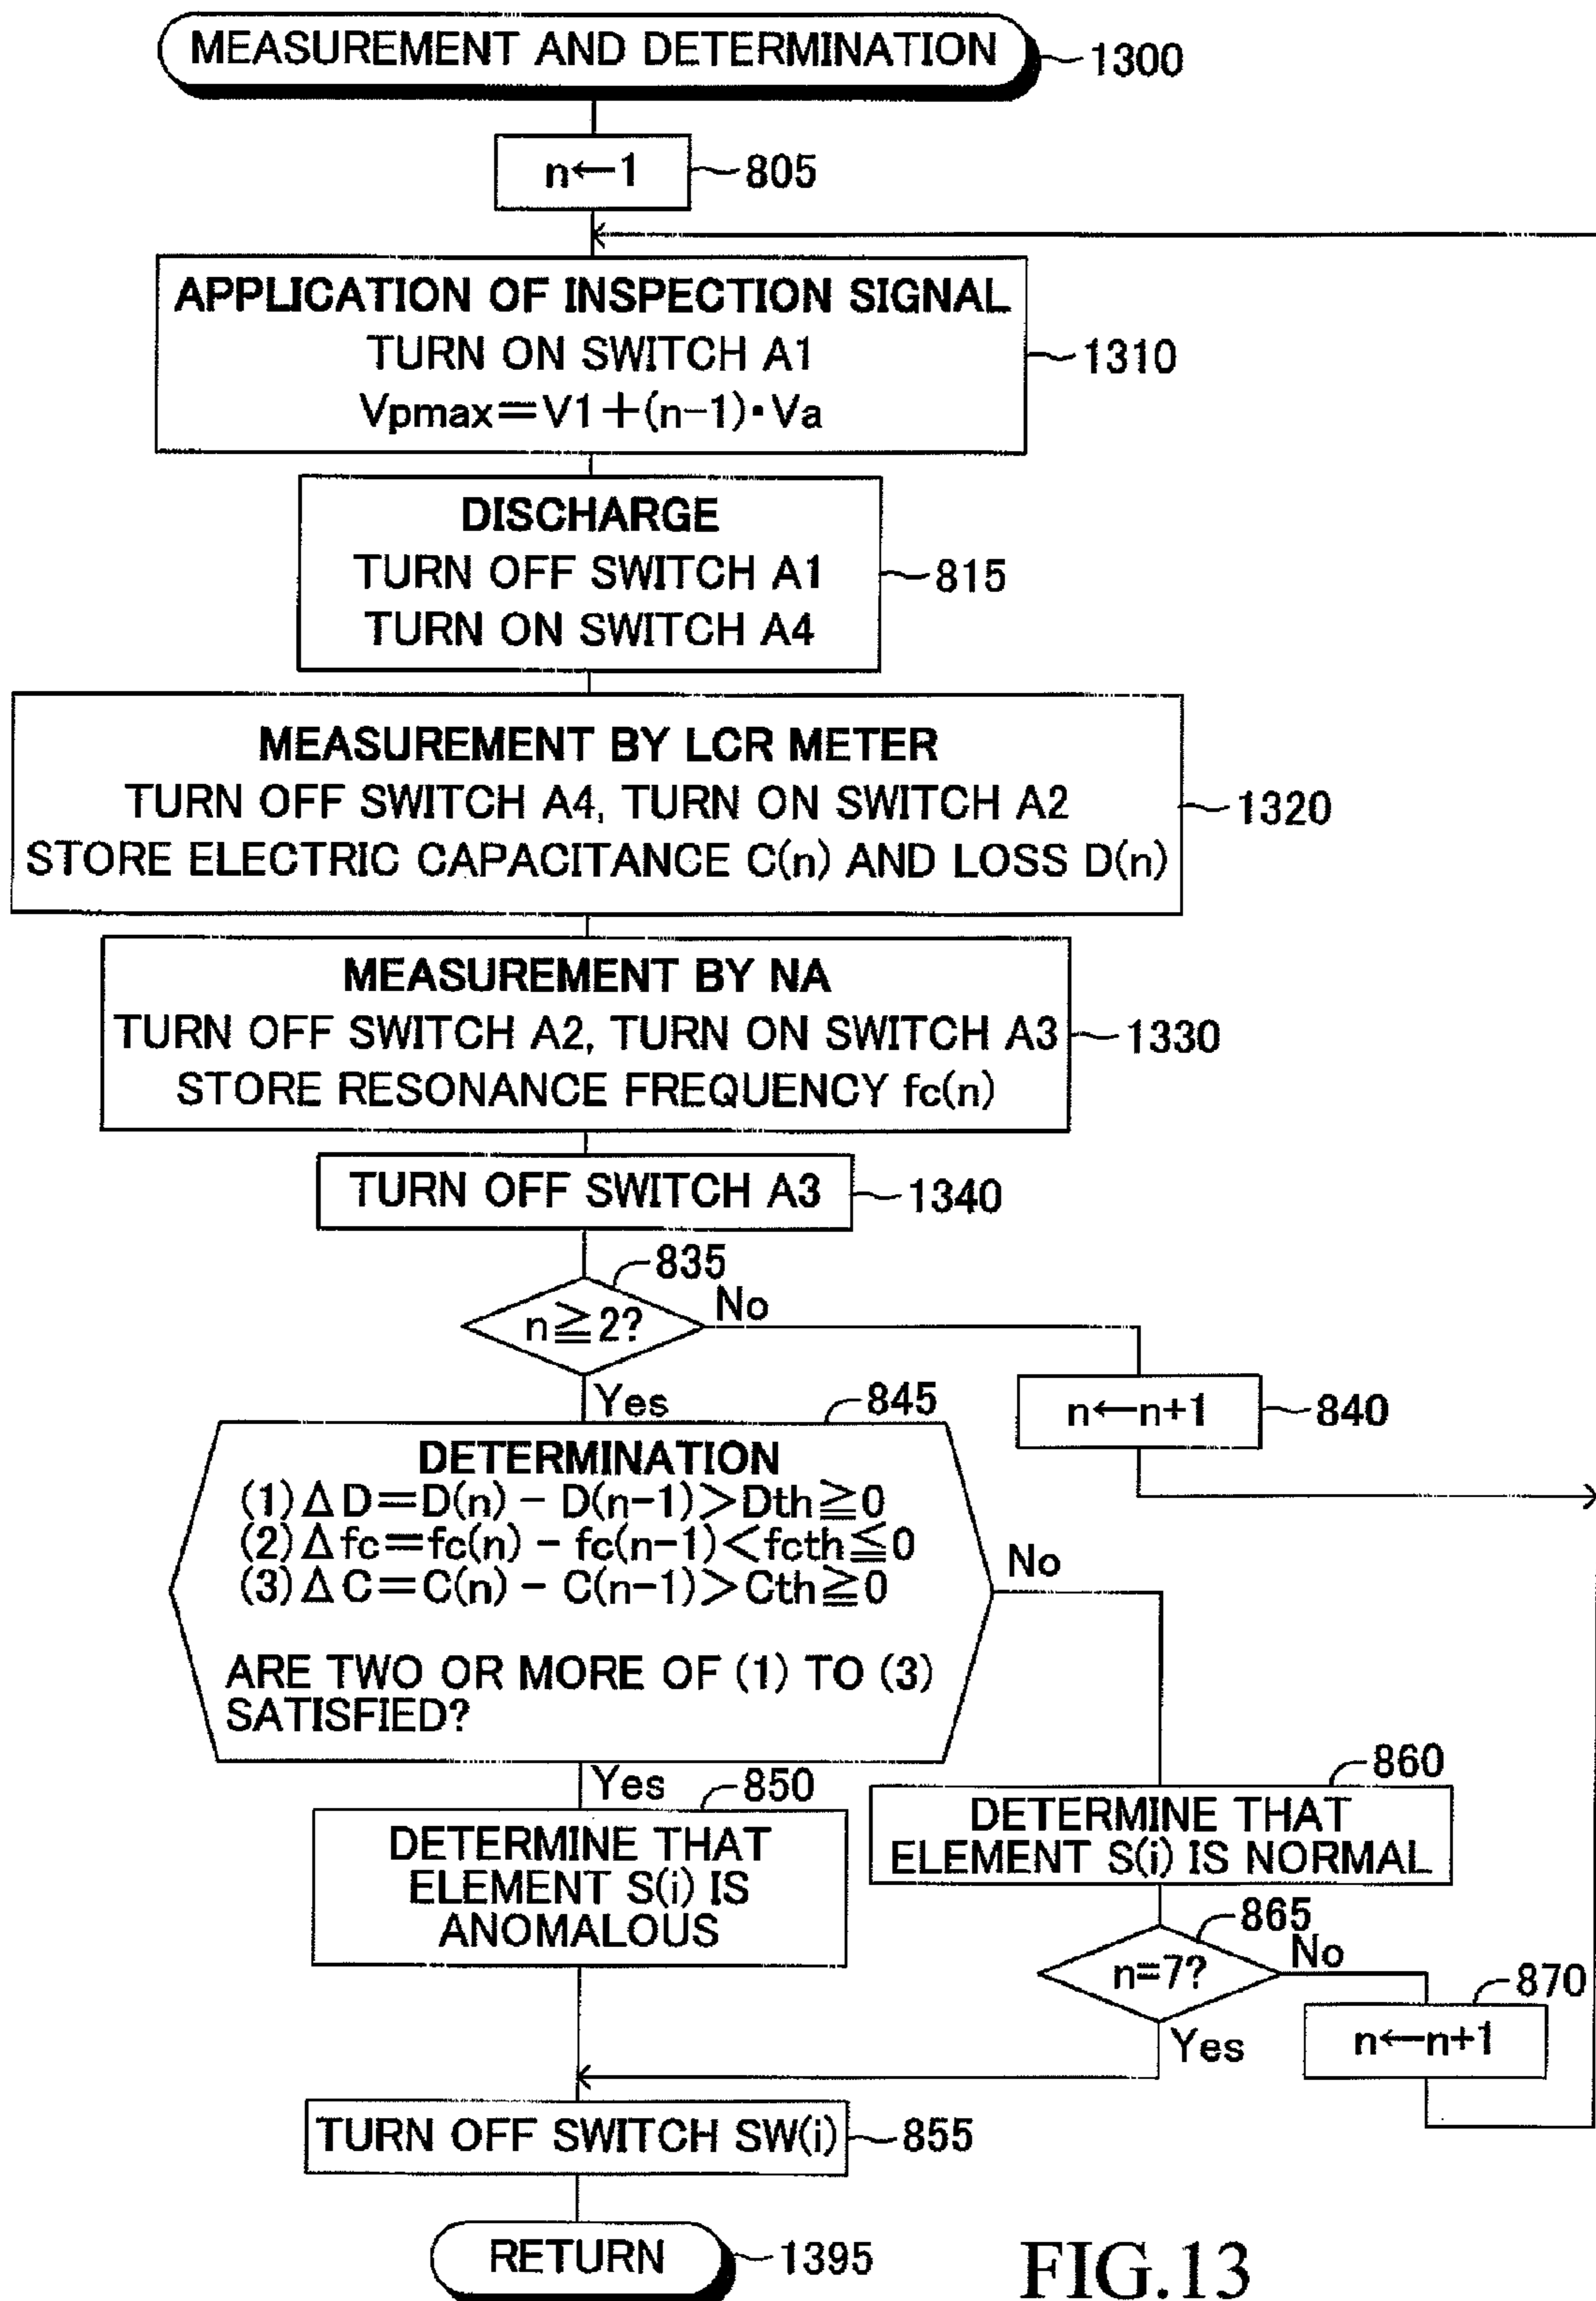 MEASUREMENT AND DETERMINATION
1300
n←1
805
APPLICATION OF INSPECTION SIGNAL
TURN ON SWITCH A1
Vpmax=V1+(n-1)・Va
1310
DISCHARGE
TURN OFF SWITCH A1
TURN ON SWITCH A4
815
MEASUREMENT BY LCR METER
TURN OFF SWITCH A4, TURN ON SWITCH A2
STORE ELECTRIC CAPACITANCE C(n) AND LOSS D(n)
1320
MEASUREMENT BY NA
TURN OFF SWITCH A2, TURN ON SWITCH A3
STORE RESONANCE FREQUENCY fc(n)
1330
TURN OFF SWITCH A3
1340
835
n≧2?
No
Yes
n←n+1
840
845
DETERMINATION
(1)ΔD=D(n) - D(n-1)>Dth≧0
(2)Δfc=fc(n) - fc(n-1)<fcth≦0
(3)ΔC=C(n) - C(n-1)>Cth≧0
ARE TWO OR MORE OF (1) TO (3)
SATISFIED?
No
Yes
850
DETERMINE THAT
ELEMENT S(i) IS
ANOMALOUS
860
DETERMINE THAT
ELEMENT S(i) IS NORMAL
865
n=7?
No
Yes
870
n←n+1
TURN OFF SWITCH SW(i)
855
RETURN
1395
FIG.13